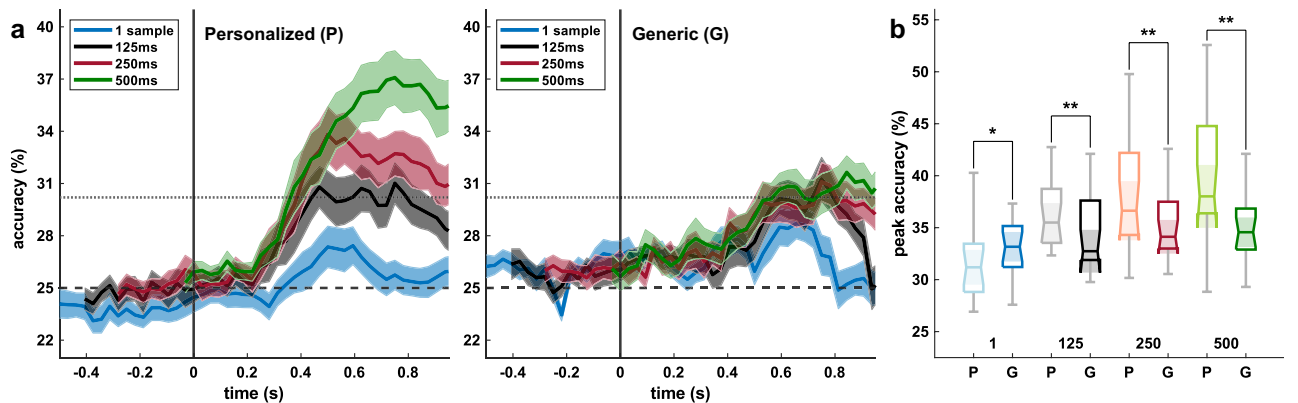 a
Personalized (P)
1 sample
125ms
250ms
500ms
accuracy (%)
41
37
34
31
28
25
22
-0.4 -0.2 0 0.2 0.4 0.6 0.8
time (s)
Generic (G)
1 sample
125ms
250ms
500ms
40
37
34
31
28
25
22
-0.4 -0.2 0 0.2 0.4 0.6 0.8
time (s)
b
peak accuracy (%)
55
50
45
40
35
30
25
* ** ** **
1 125 250 500
P G P G P G P G